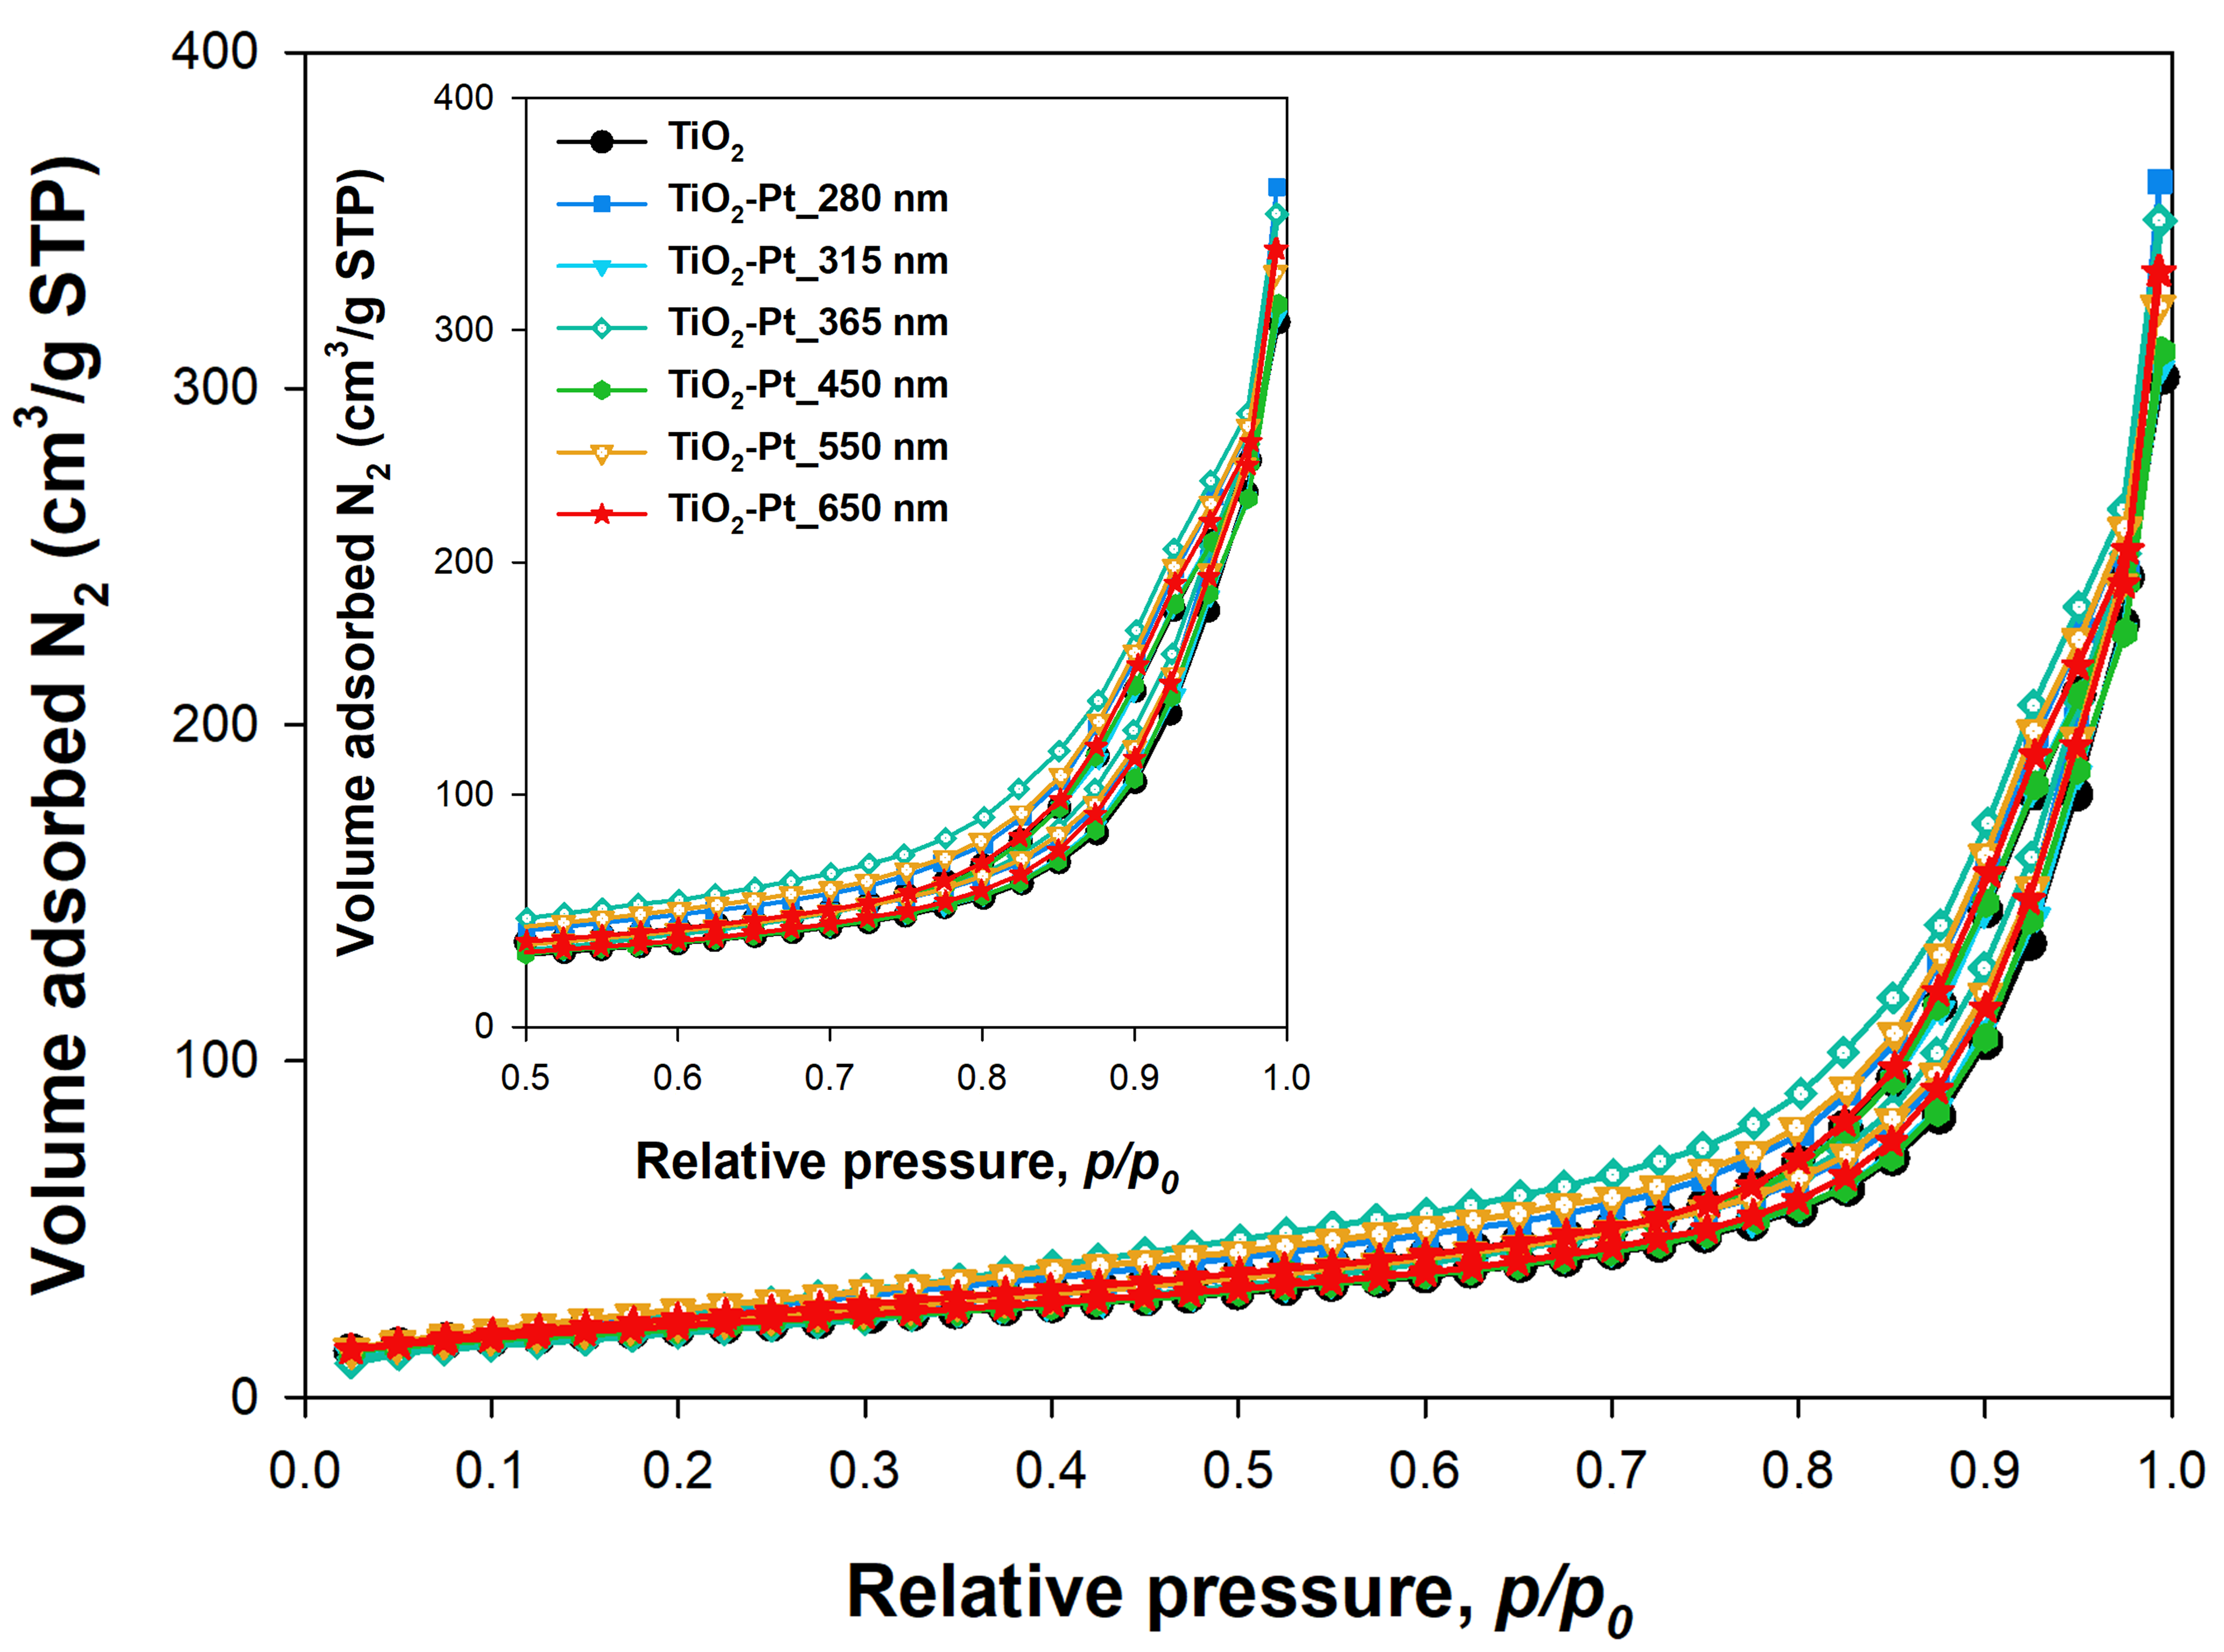 Volume adsorbed N₂ (cm³/g STP)
400
300
200
100
0
0.0 0.1 0.2 0.3 0.4 0.5 0.6 0.7 0.8 0.9 1.0
Relative pressure, p/p₀
Volume adsorbed N₂ (cm³/g STP)
400
300
200
100
0
TiO₂
TiO₂-Pt_280 nm
TiO₂-Pt_315 nm
TiO₂-Pt_365 nm
TiO₂-Pt_450 nm
TiO₂-Pt_550 nm
TiO₂-Pt_650 nm
0.5 0.6 0.7 0.8 0.9 1.0
Relative pressure, p/p₀